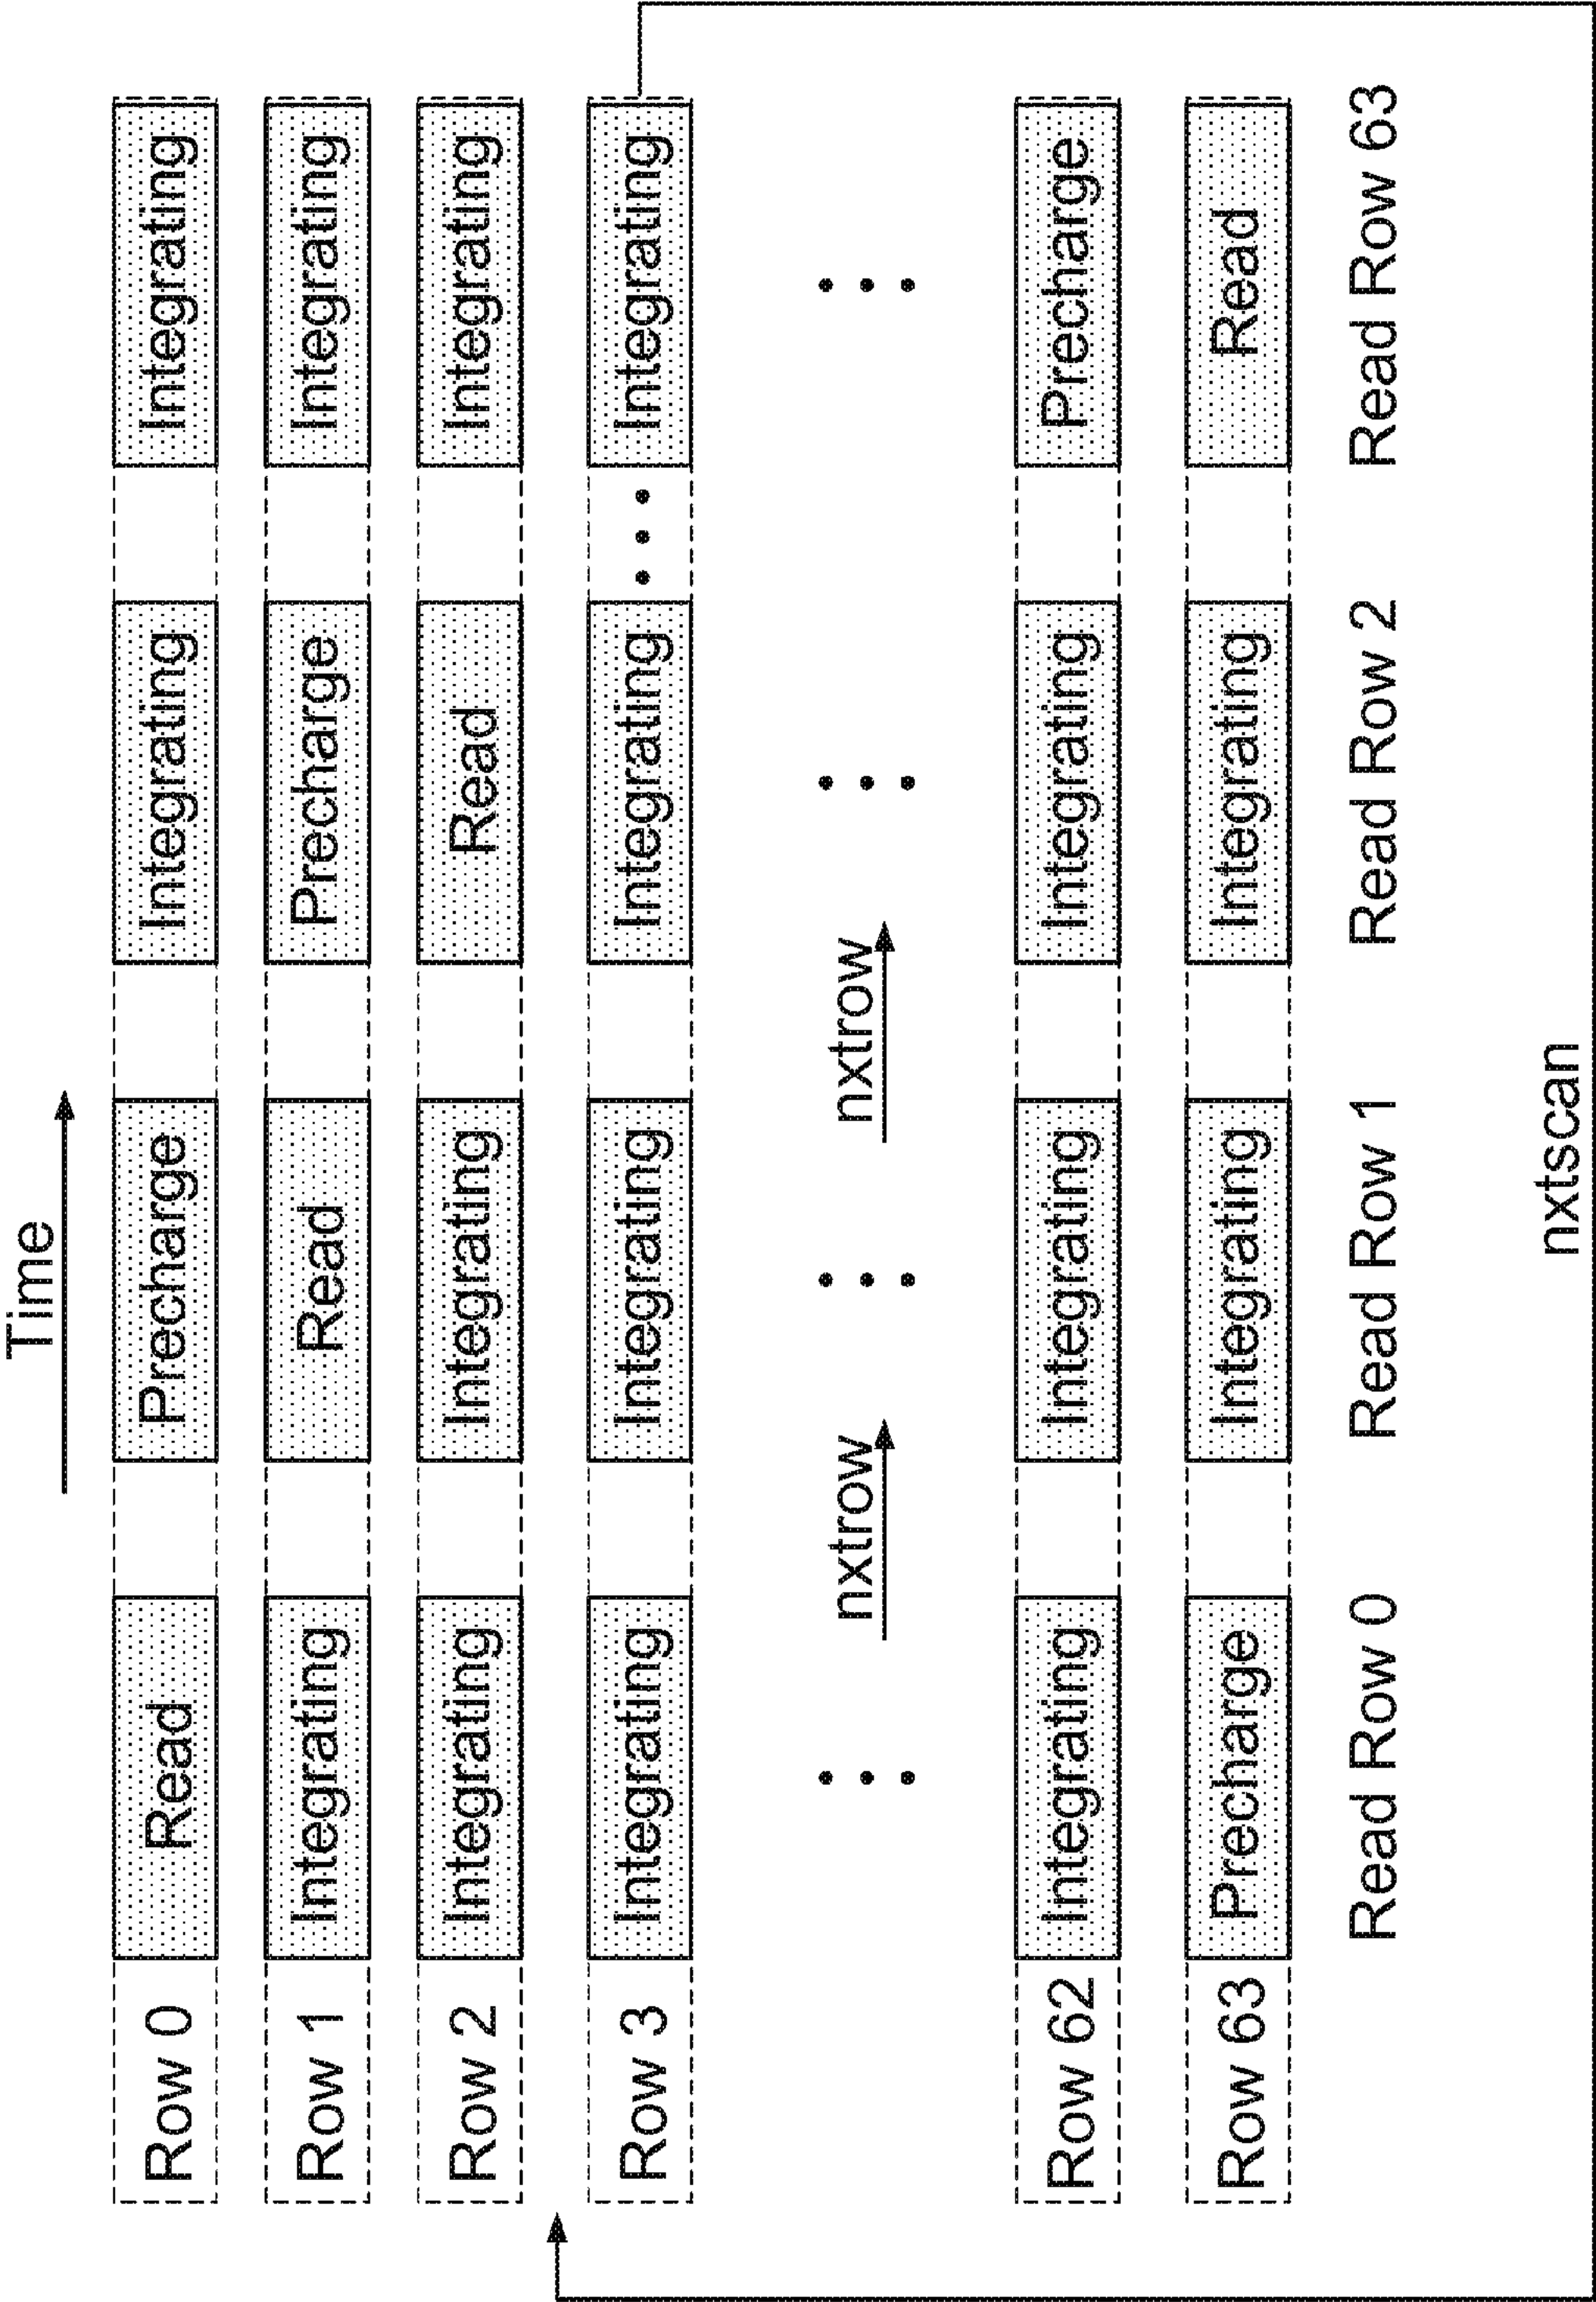 Time
Row 0 Read Precharge Integrating Integrating
Row 1 Integrating Read Precharge Integrating
Row 2 Integrating Integrating Read Integrating
Row 3 Integrating Integrating Integrating • • • Integrating
nxtrow nxtrow
Row 62 Integrating Integrating Integrating Precharge
Row 63 Precharge Integrating Integrating Read
Read Row 0 Read Row 1 Read Row 2 Read Row 63
nxtscan